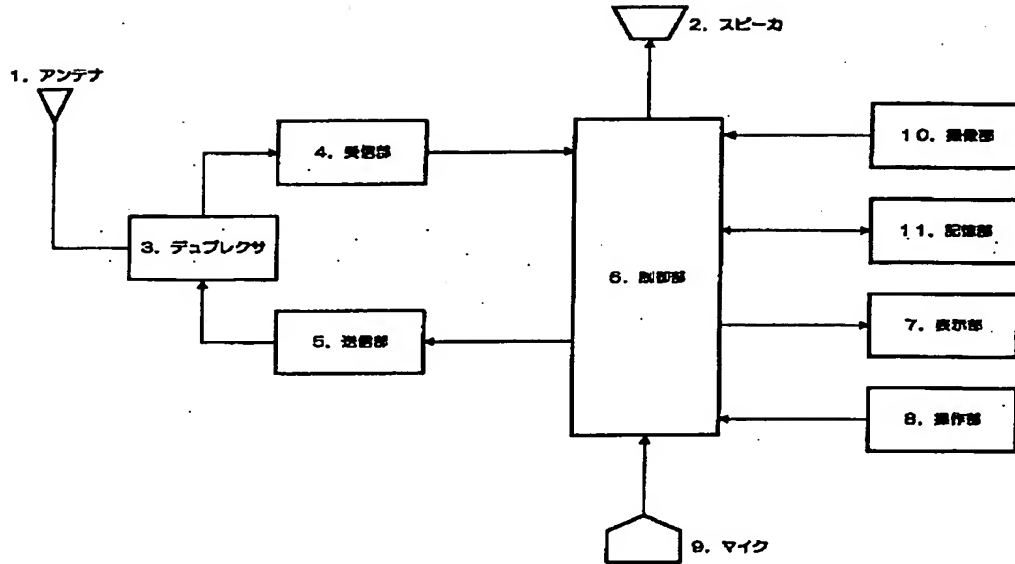 2. スピーカ
1. アンテナ
4. 受信部
10. 撮像部
3. デュプレクサ
11. 記憶部
6. 制御部
5. 送信部
7. 表示部
8. 操作部
9. マイク